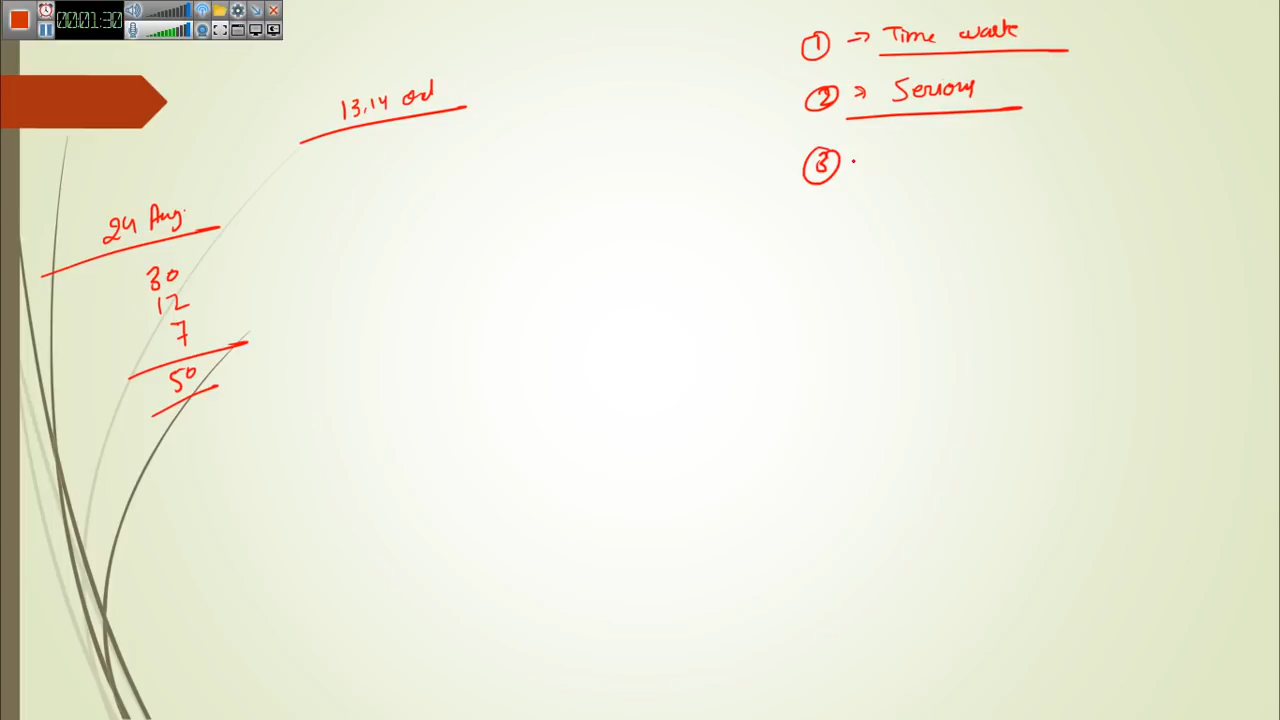 00:01:30
① → Time waste
② → Serious
③
13,14 Oct
24 Aug.
30
12
7
50